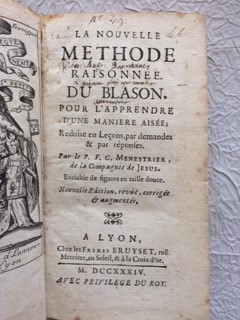 N.º 49.
LA NOUVELLE
METHODE
RAISONNÉE
DU BLASON.
POUR L'APPRENDRE
D'UNE MANIERE AISÉE;
Reduite en Leçons, par demandes
& par réponses.
Par le P. F. C. MENESTRIER,
de la Compagnie de JESUS.
Enrichie de figures en taille douce.
Nouvelle Edition, revûë, corrigée
& augmentée.
A LYON,
Chez les FRERES BRUYSET, ruë
Merciere, au Soleil, & à la Croix d'or.
M. DCCXXXIV.
AVEC PRIVILEGE DU ROY.